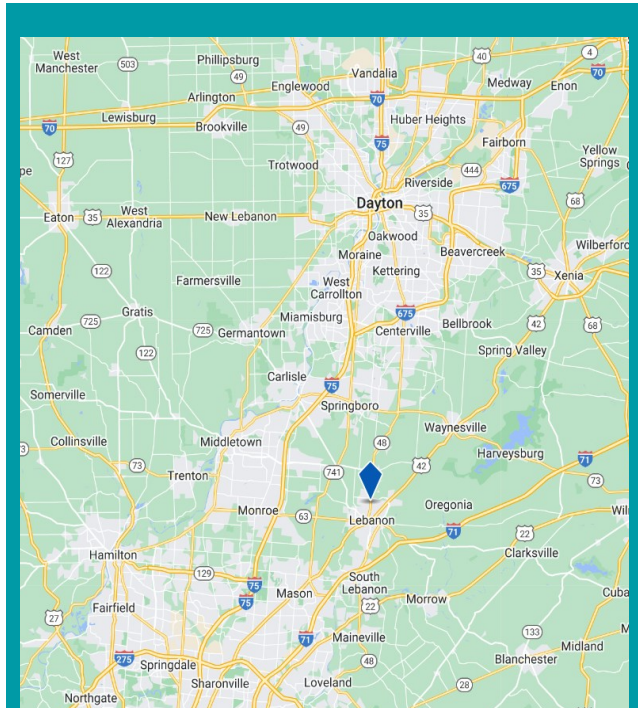 West
Manchester
503
Phillipsburg
49
Vandalia
40
4
Englewood
Medway
Enon
70
Arlington
70
Lewisburg
Brookville
49
Huber Heights
70
75
Fairborn
127
Trotwood
444
Yellow
Springs
Riverside
675
Dayton
68
Eaton
35
West
Alexandria
New Lebanon
35
Oakwood
Moraine
Beavercreek
Wilberforc
122
Kettering
35
Xenia
Farmersville
West
Carrollton
675
Gratis
Miamisburg
Bellbrook
42
68
Camden
725
725
Germantown
Centerville
122
Spring Valley
Carlisle
75
Somerville
Springboro
Waynesville
Collinsville
Middletown
48
Harveysburg
71
3
73
741
42
73
Trenton
Oregonia
Monroe
63
Lebanon
Wil
71
22
Hamilton
Clarksville
129
75
South
Lebanon
Mason
Cuba
75
22
Morrow
27
Fairfield
133
M
71
Maineville
275
48
Midland
Springdale
Blanchester
Sharonville
Loveland
28
Northgate